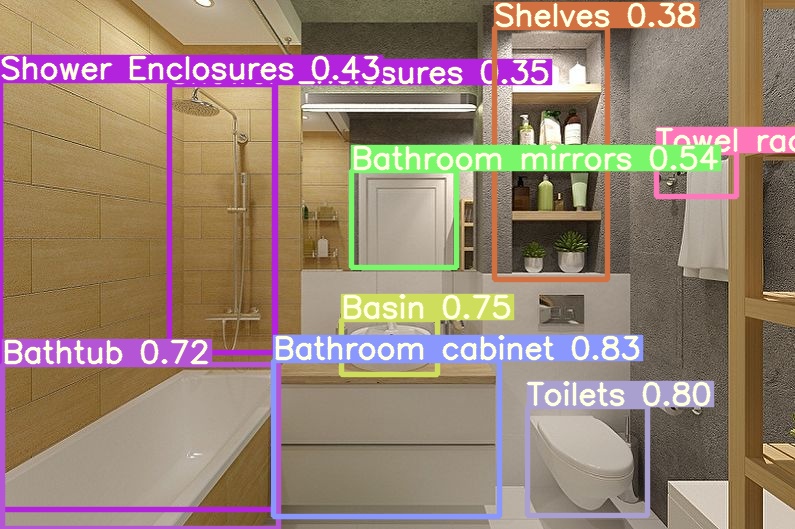 Shelves 0.38
Shower Enclosures 0.43
sures 0.35
Towel rac
Bathroom mirrors 0.54
Basin 0.75
Bathtub 0.72
Bathroom cabinet 0.83
Toilets 0.80